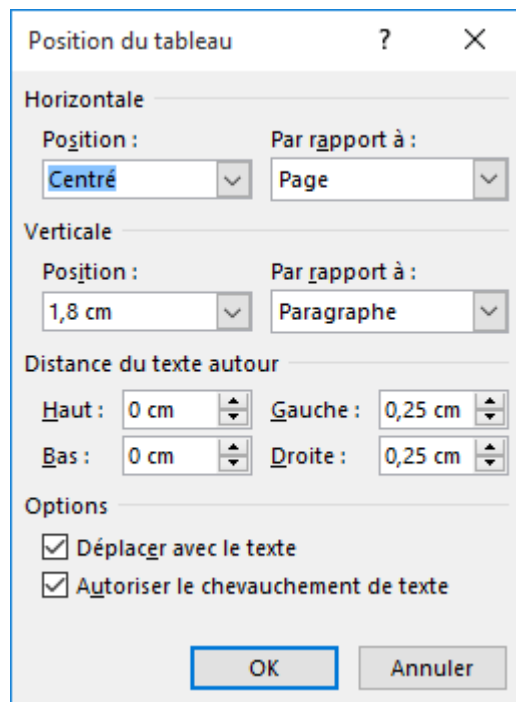 Position du tableau ?
Horizontale
Position : Par rapport à :
Centré Page
Verticale
Position : Par rapport à :
1,8 cm Paragraphe
Distance du texte autour
Haut : 0 cm Gauche : 0,25 cm
Bas : 0 cm Droite : 0,25 cm
Options
Déplacer avec le texte
Autoriser le chevauchement de texte
OK Annuler